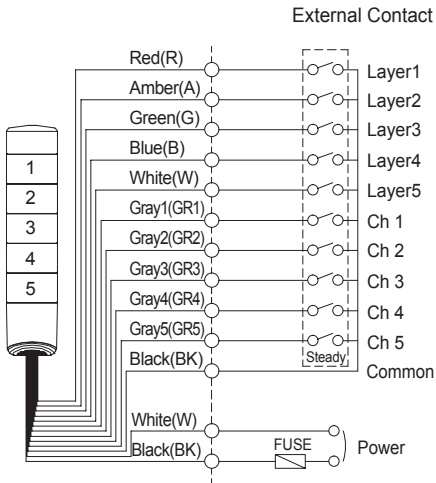 External Contact
Red(R) Layer1
Amber(A) Layer2
Green(G) Layer3
Blue(B) Layer4
White(W) Layer5
Gray1(GR1) Ch 1
Gray2(GR2) Ch 2
Gray3(GR3) Ch 3
Gray4(GR4) Ch 4
Gray5(GR5) Ch 5
Steady
Black(BK) Common
1
2
3
4
5
White(W)
FUSE Power
Black(BK)